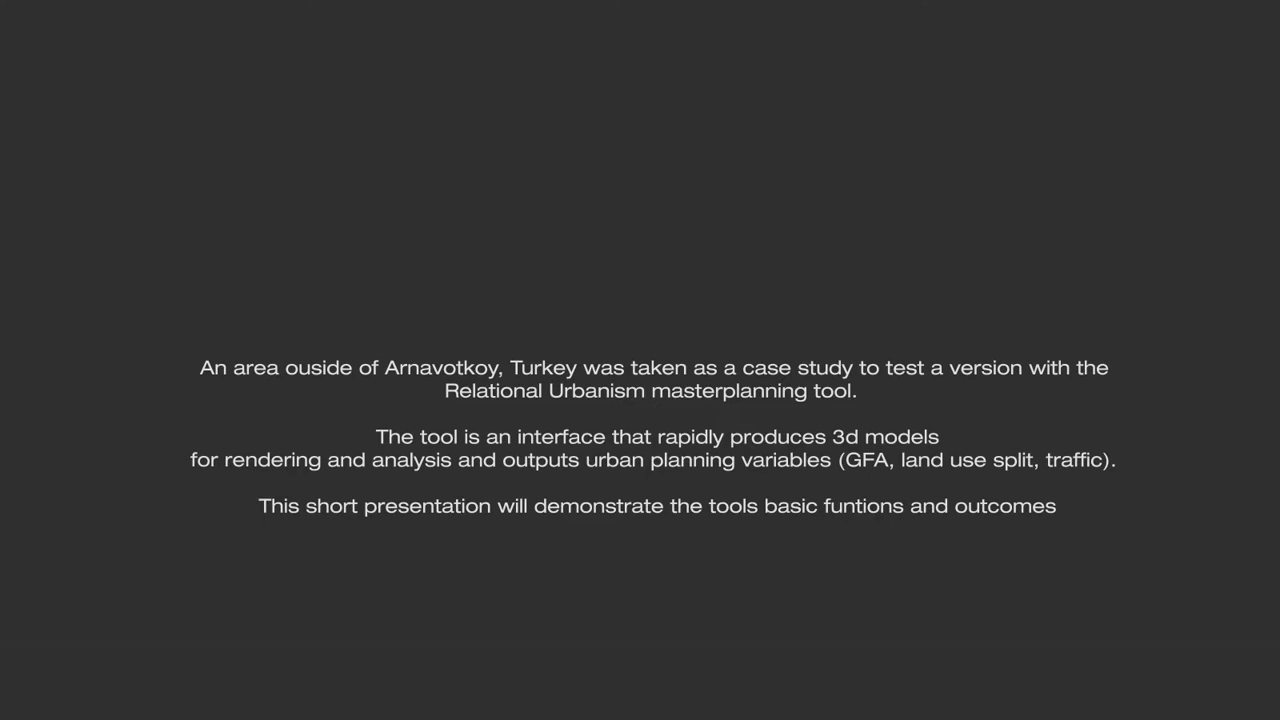 An area ouside of Arnavotkoy, Turkey was taken as a case study to test a version with the
Relational Urbanism masterplanning tool.
The tool is an interface that rapidly produces 3d models
for rendering and analysis and outputs urban planning variables (GFA, land use split, traffic).
This short presentation will demonstrate the tools basic funtions and outcomes